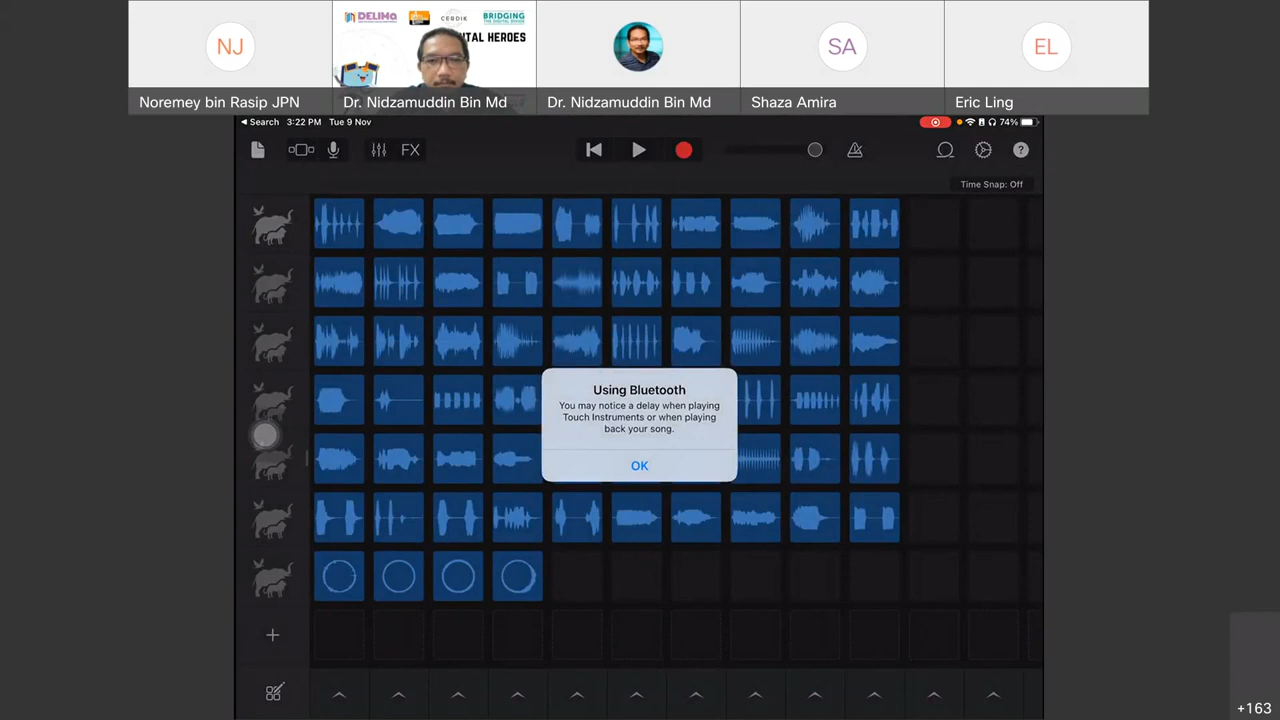 NJ
DELIMa
CERDIK
BRIDGING
THE DIGITAL DIVIDE
ITAL HEROES
SA
EL
Noremey bin Rasip JPN
Dr. Nidzamuddin Bin Md
Dr. Nidzamuddin Bin Md
Shaza Amira
Eric Ling
Search 3:22 PM Tue 9 Nov
74%
FX
?
Time Snap: Off
Using Bluetooth
You may notice a delay when playing
Touch Instruments or when playing
back your song.
OK
+163